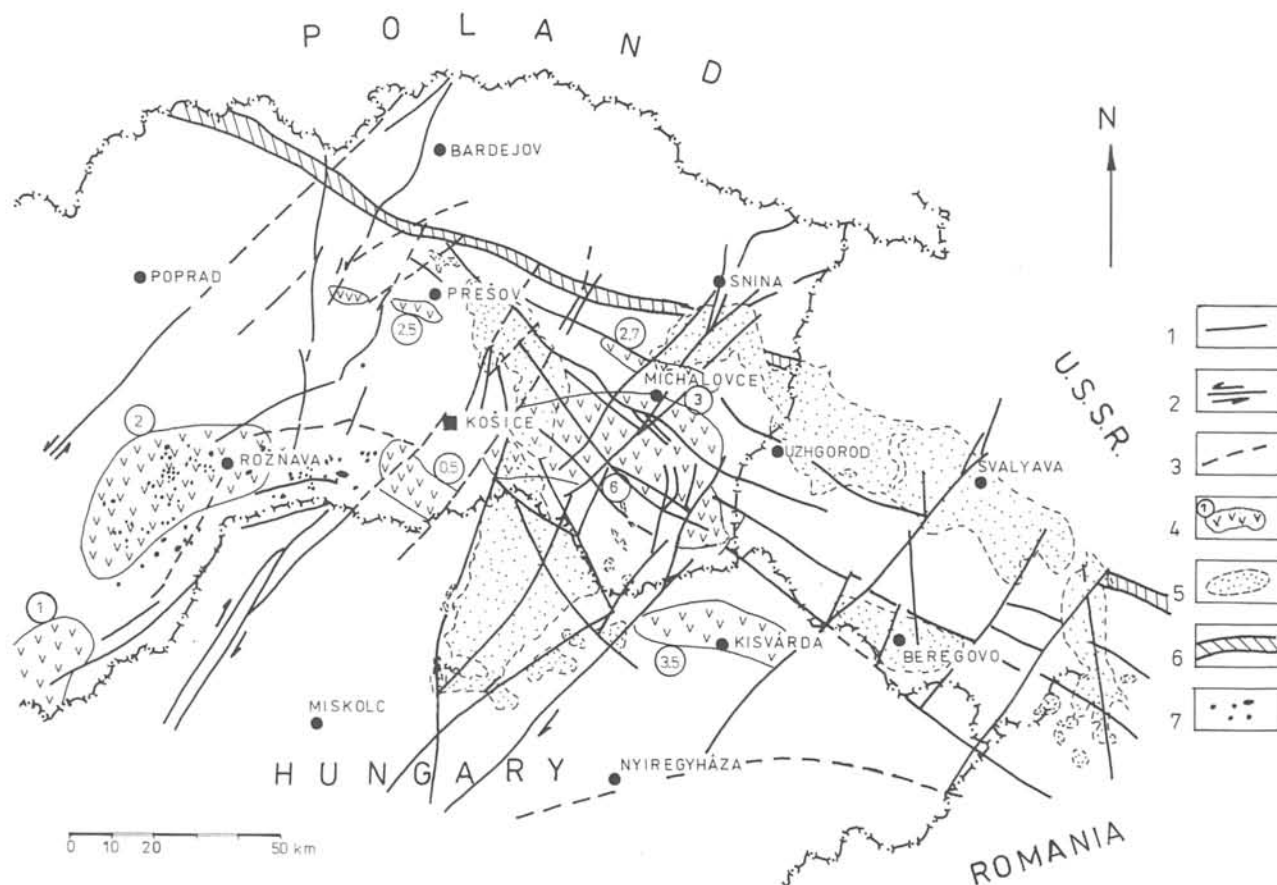 POLAND
N
BARDEJOV
POPRAD
PREŠOV
SNINA
2.5
2.7
U.S.S.R.
MICHALOVCE
3
KOŠICE
2
ROZNAVA
0.5
UZHGOROD
SVALYAVA
6
1
KISVÁRDA
3.5
BEREGOVO
MISKOLC
HUNGARY
NYIREGYHÁZA
ROMANIA
0 10 20 50 km
1
2
3
4 1
5
6
7